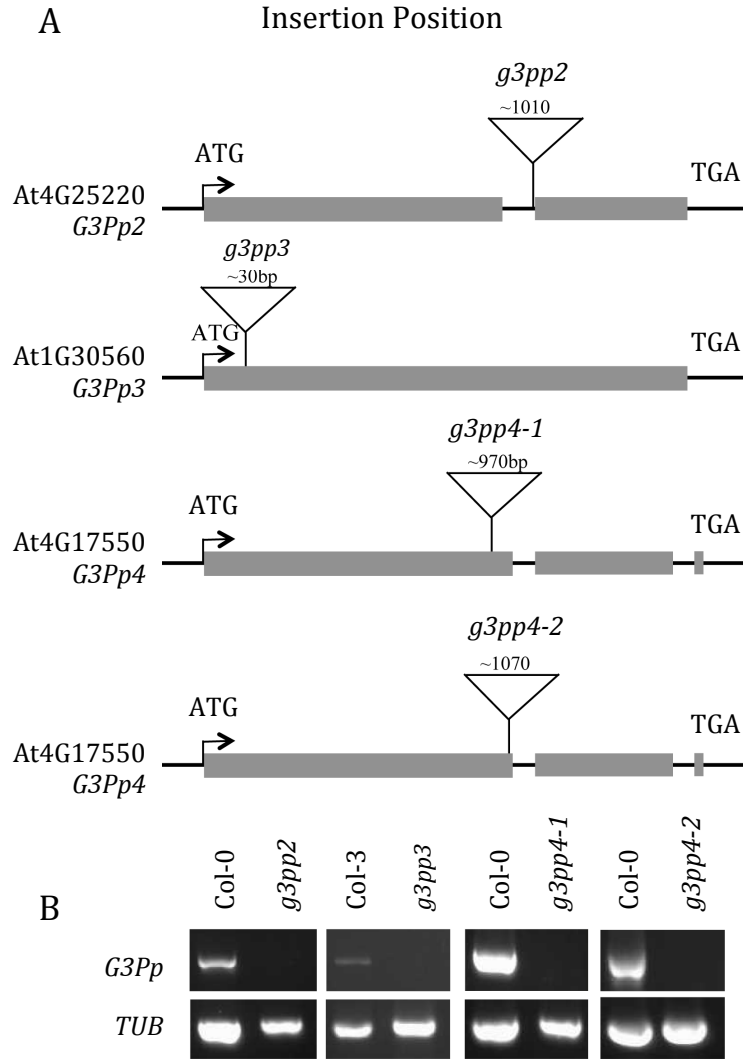 A
Insertion Position
g3pp2
~1010
ATG
TGA
At4G25220
G3Pp2
g3pp3
~30bp
ATG
TGA
At1G30560
G3Pp3
g3pp4-1
~970bp
ATG
TGA
At4G17550
G3Pp4
g3pp4-2
~1070
ATG
TGA
At4G17550
G3Pp4
B
Col-0
g3pp2
Col-3
g3pp3
Col-0
g3pp4-1
Col-0
g3pp4-2
G3Pp
TUB